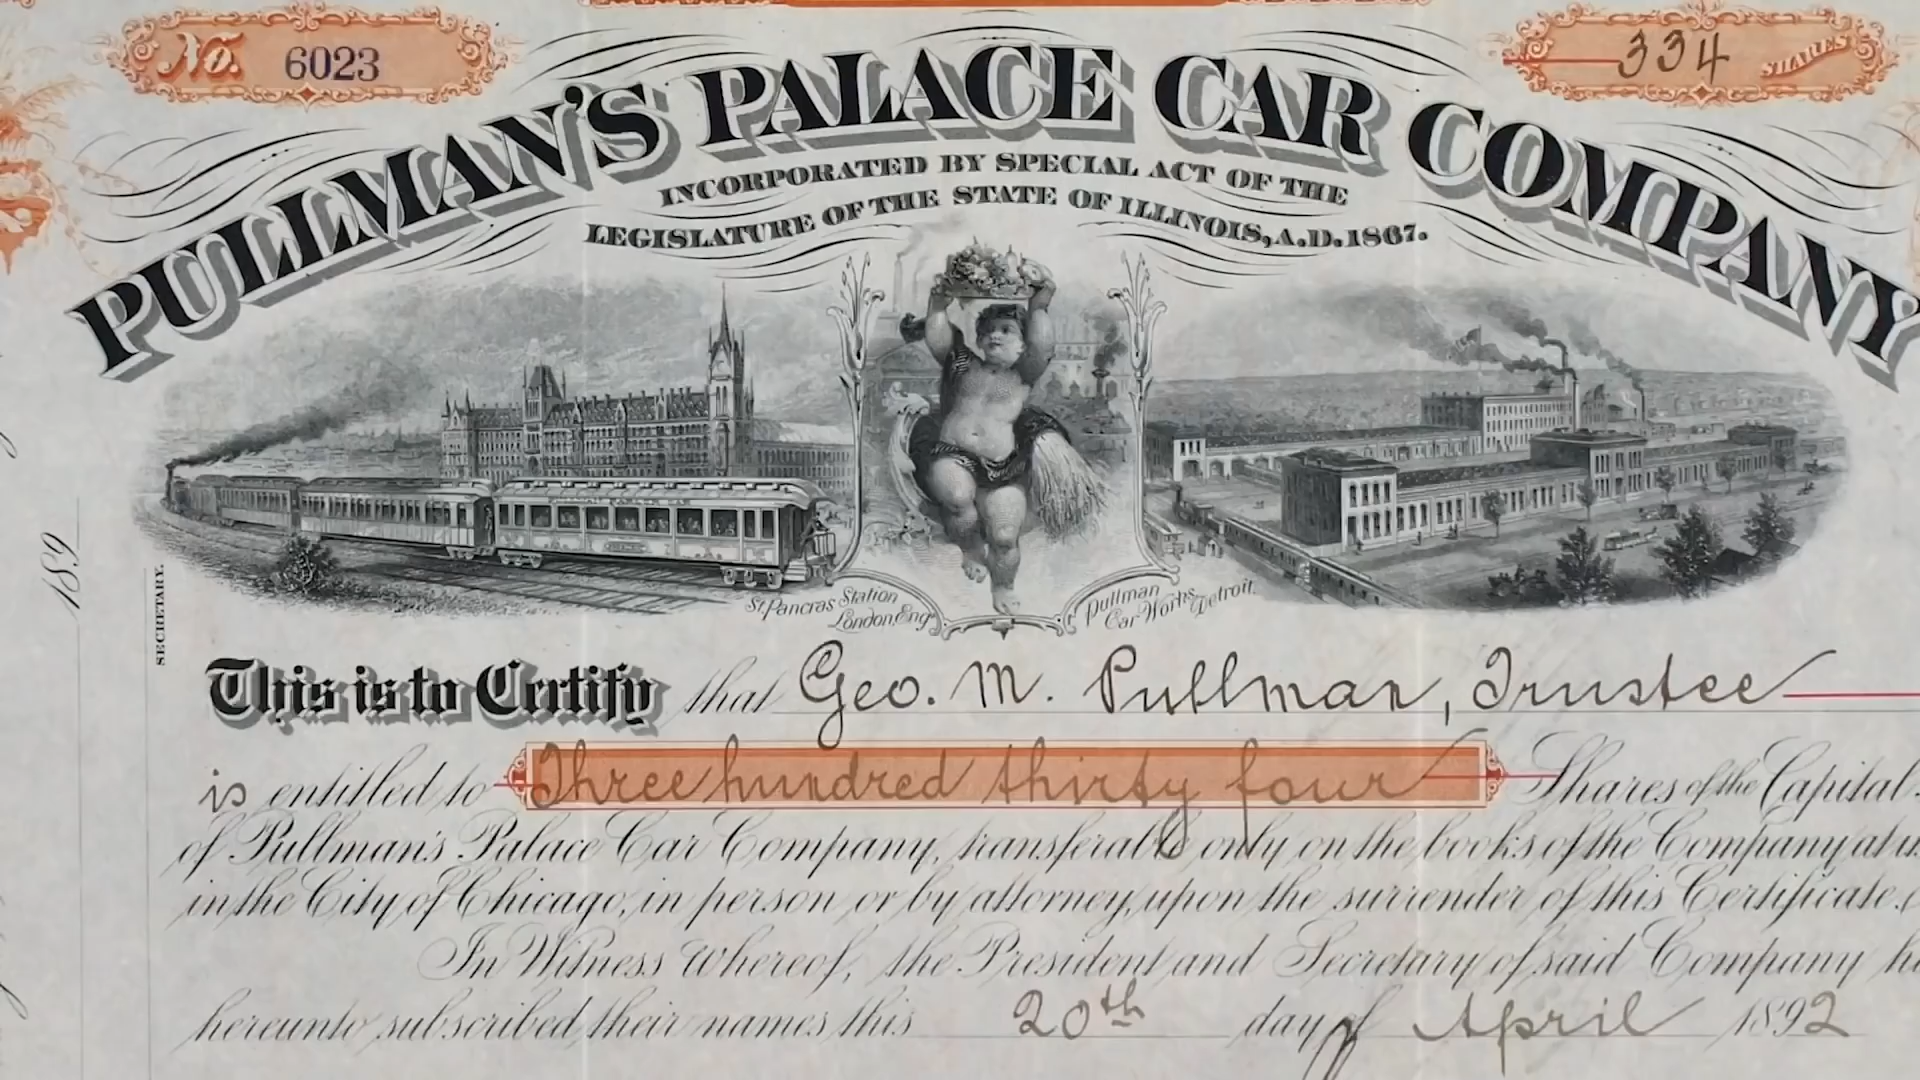 No. 6023
334 SHARES
PULLMAN'S PALACE CAR COMPANY
INCORPORATED BY SPECIAL ACT OF THE
LEGISLATURE OF THE STATE OF ILLINOIS, A.D. 1867.
St. Pancras Station
London, Eng
Pullman
Car Works, Detroit.
189
SECRETARY.
This is to Certify that Geo. M. Pullman, Trustee
is entitled to Three hundred thirty four Shares of the Capital
of Pullman's Palace Car Company, transferable only on the books of the Company at
in the City of Chicago, in person or by attorney, upon the surrender of this Certificate.
In Witness Whereof, the President and Secretary of said Company
hereunto subscribed their names this 20th day of April 1892